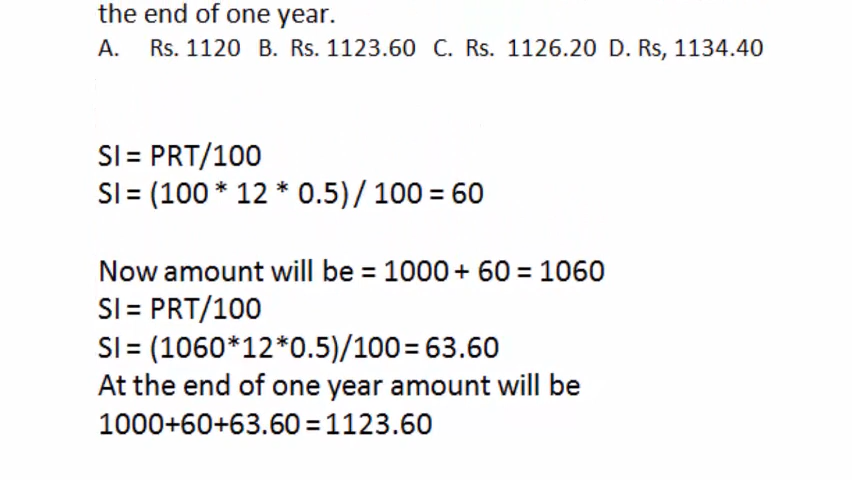 the end of one year.
A. Rs. 1120 B. Rs. 1123.60 C. Rs. 1126.20 D. Rs, 1134.40
SI = PRT/100
SI = (100 * 12 * 0.5) / 100 = 60
Now amount will be = 1000 + 60 = 1060
SI = PRT/100
SI = (1060*12*0.5)/100 = 63.60
At the end of one year amount will be
1000+60+63.60 = 1123.60